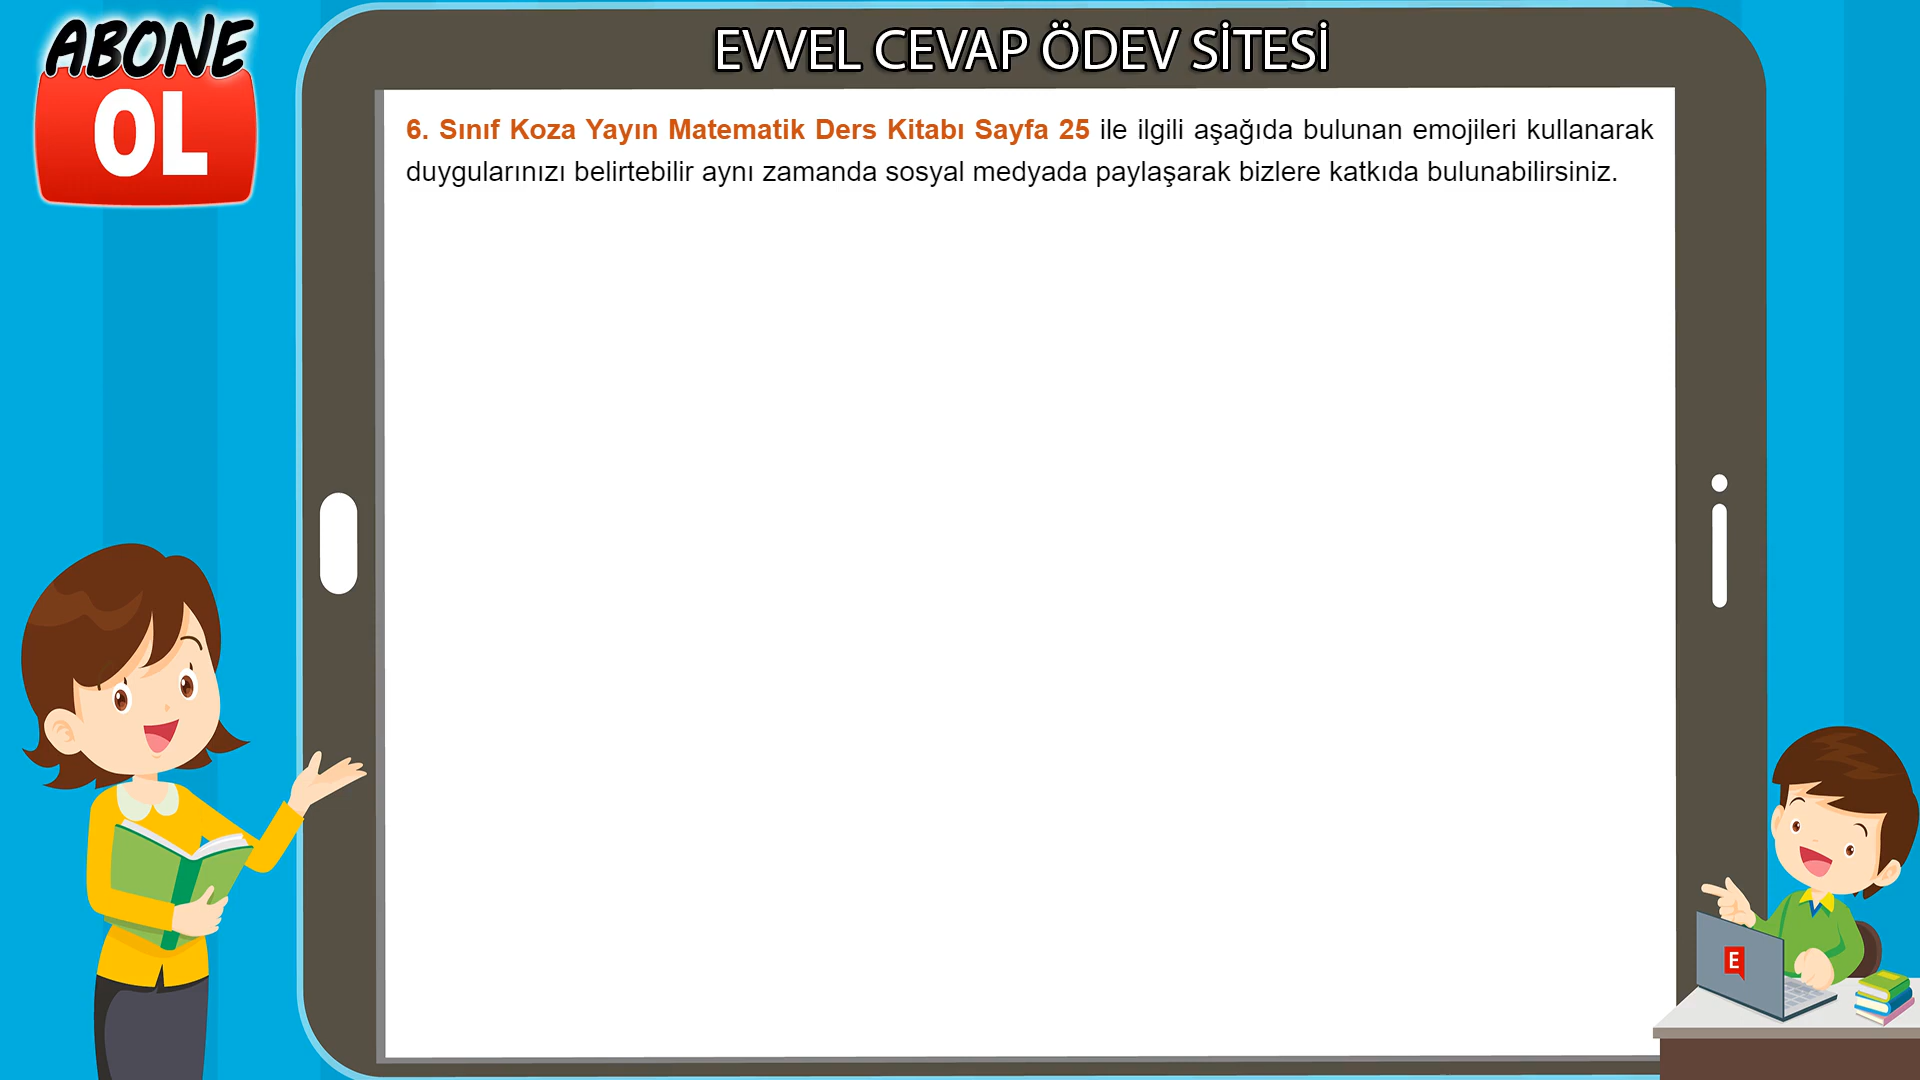 ABONE
OL
EVVEL CEVAP ÖDEV SİTESİ
6. Sınıf Koza Yayın Matematik Ders Kitabı Sayfa 25 ile ilgili aşağıda bulunan emojileri kullanarak
duygularınızı belirtebilir aynı zamanda sosyal medyada paylaşarak bizlere katkıda bulunabilirsiniz.
E